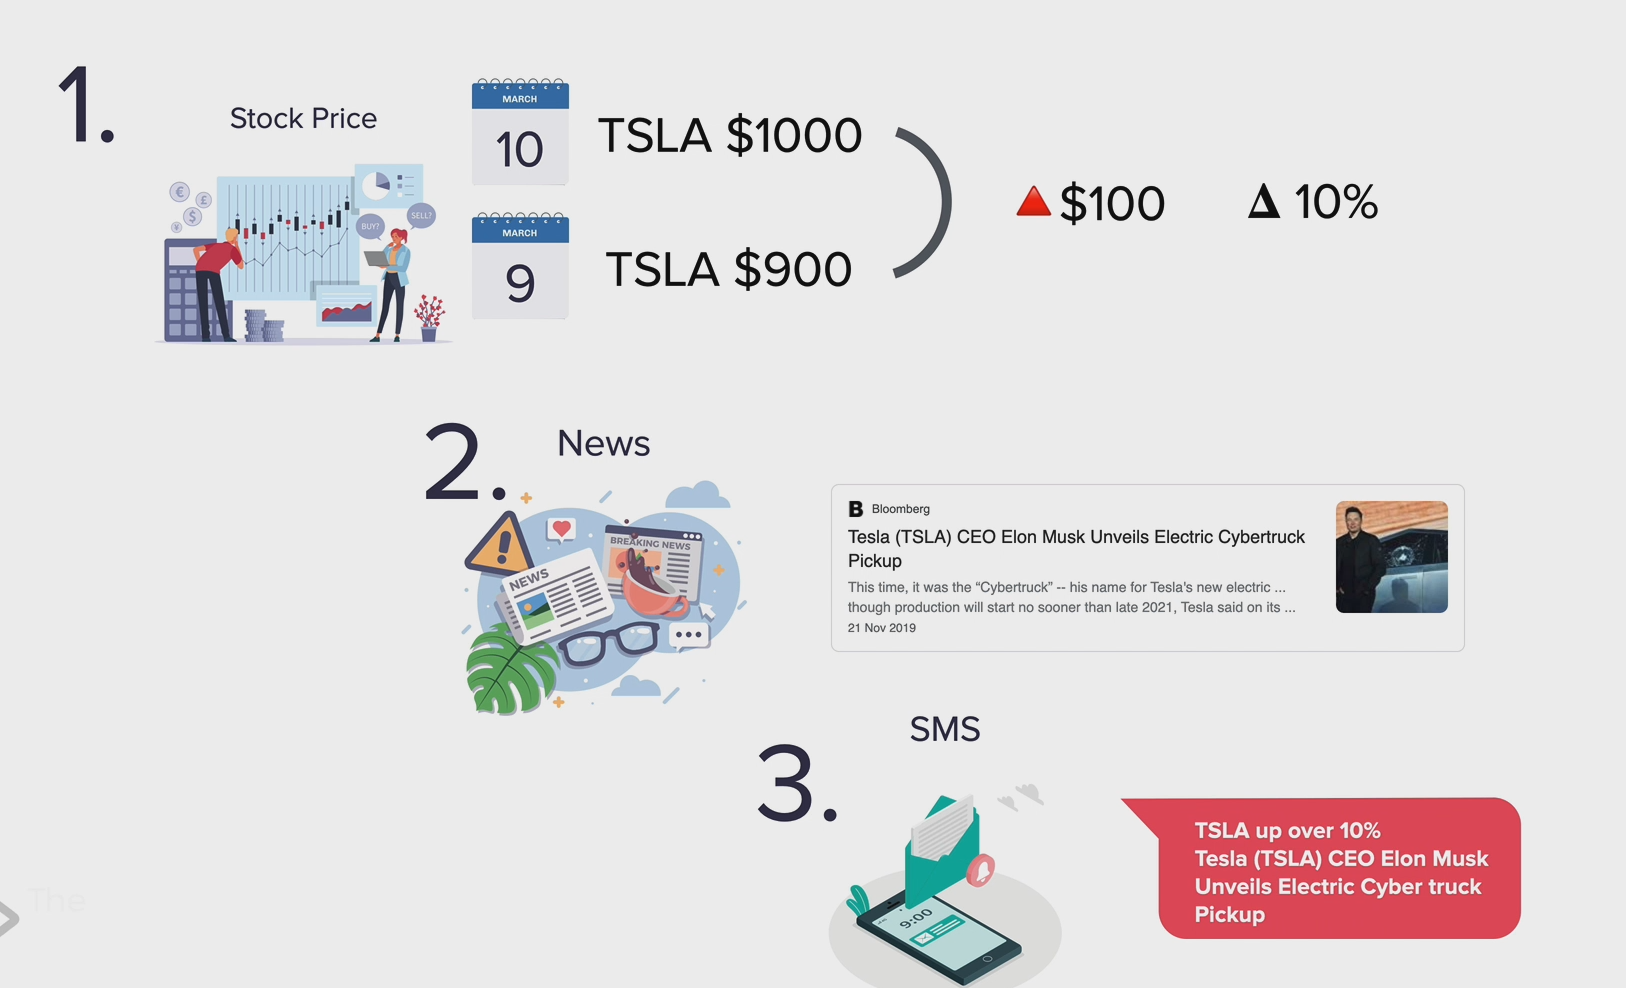 1.
Stock Price
MARCH
10
TSLA $1000
MARCH
9
TSLA $900
$100
Δ 10%
€
£
$
¥
BUY?
SELL?
2.
News
BREAKING NEWS
NEWS
B Bloomberg
Tesla (TSLA) CEO Elon Musk Unveils Electric Cybertruck
Pickup
This time, it was the “Cybertruck” -- his name for Tesla's new electric ...
though production will start no sooner than late 2021, Tesla said on its ...
21 Nov 2019
3.
SMS
9:00
TSLA up over 10%
Tesla (TSLA) CEO Elon Musk
Unveils Electric Cyber truck
Pickup
The